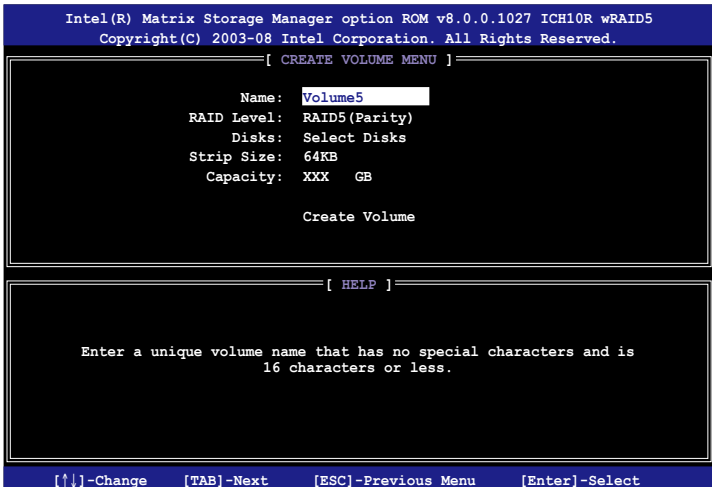 Intel(R) Matrix Storage Manager option ROM v8.0.0.1027 ICH10R wRAID5
Copyright(C) 2003-08 Intel Corporation. All Rights Reserved.
[ CREATE VOLUME MENU ]
Name: Volume5
RAID Level: RAID5(Parity)
Disks: Select Disks
Strip Size: 64KB
Capacity: XXX GB
Create Volume
[ HELP ]
Enter a unique volume name that has no special characters and is
16 characters or less.
[↑↓]-Change [TAB]-Next [ESC]-Previous Menu [Enter]-Select